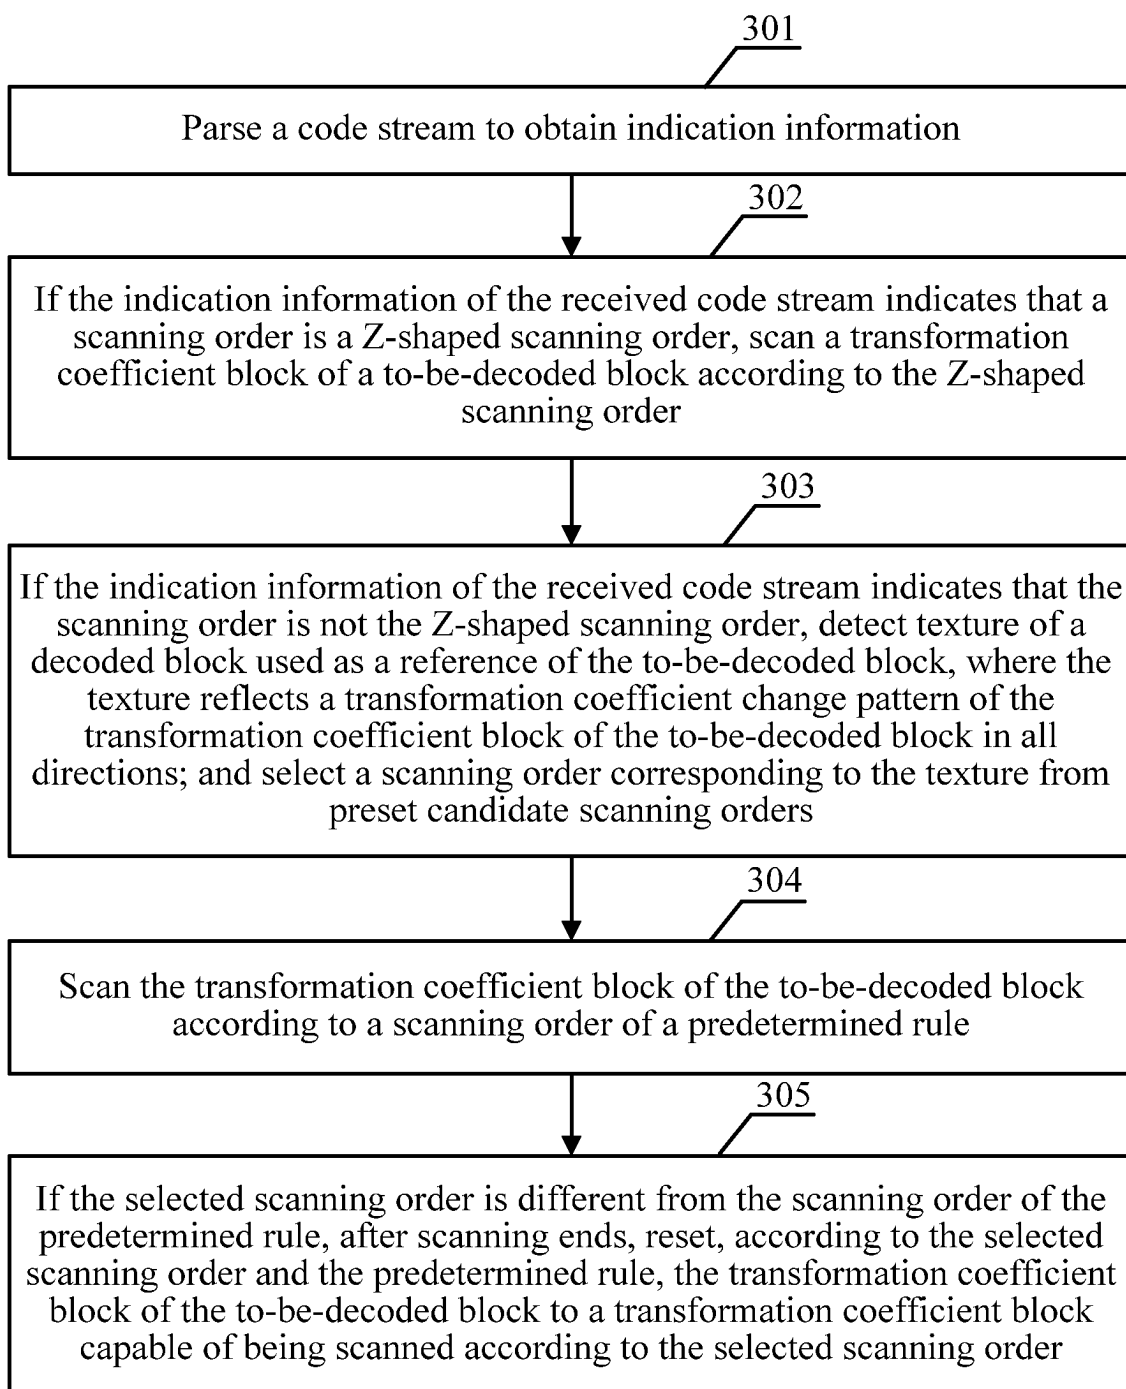 301
Parse a code stream to obtain indication information
302
If the indication information of the received code stream indicates that a
scanning order is a Z-shaped scanning order, scan a transformation
coefficient block of a to-be-decoded block according to the Z-shaped
scanning order
303
If the indication information of the received code stream indicates that the
scanning order is not the Z-shaped scanning order, detect texture of a
decoded block used as a reference of the to-be-decoded block, where the
texture reflects a transformation coefficient change pattern of the
transformation coefficient block of the to-be-decoded block in all
directions; and select a scanning order corresponding to the texture from
preset candidate scanning orders
304
Scan the transformation coefficient block of the to-be-decoded block
according to a scanning order of a predetermined rule
305
If the selected scanning order is different from the scanning order of the
predetermined rule, after scanning ends, reset, according to the selected
scanning order and the predetermined rule, the transformation coefficient
block of the to-be-decoded block to a transformation coefficient block
capable of being scanned according to the selected scanning order